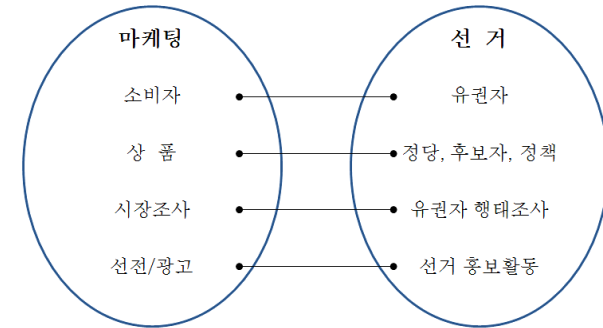 마케팅 선 거
소비자 유권자
상 품 정당, 후보자, 정책
시장조사 유권자 행태조사
선전/광고 선거 홍보활동